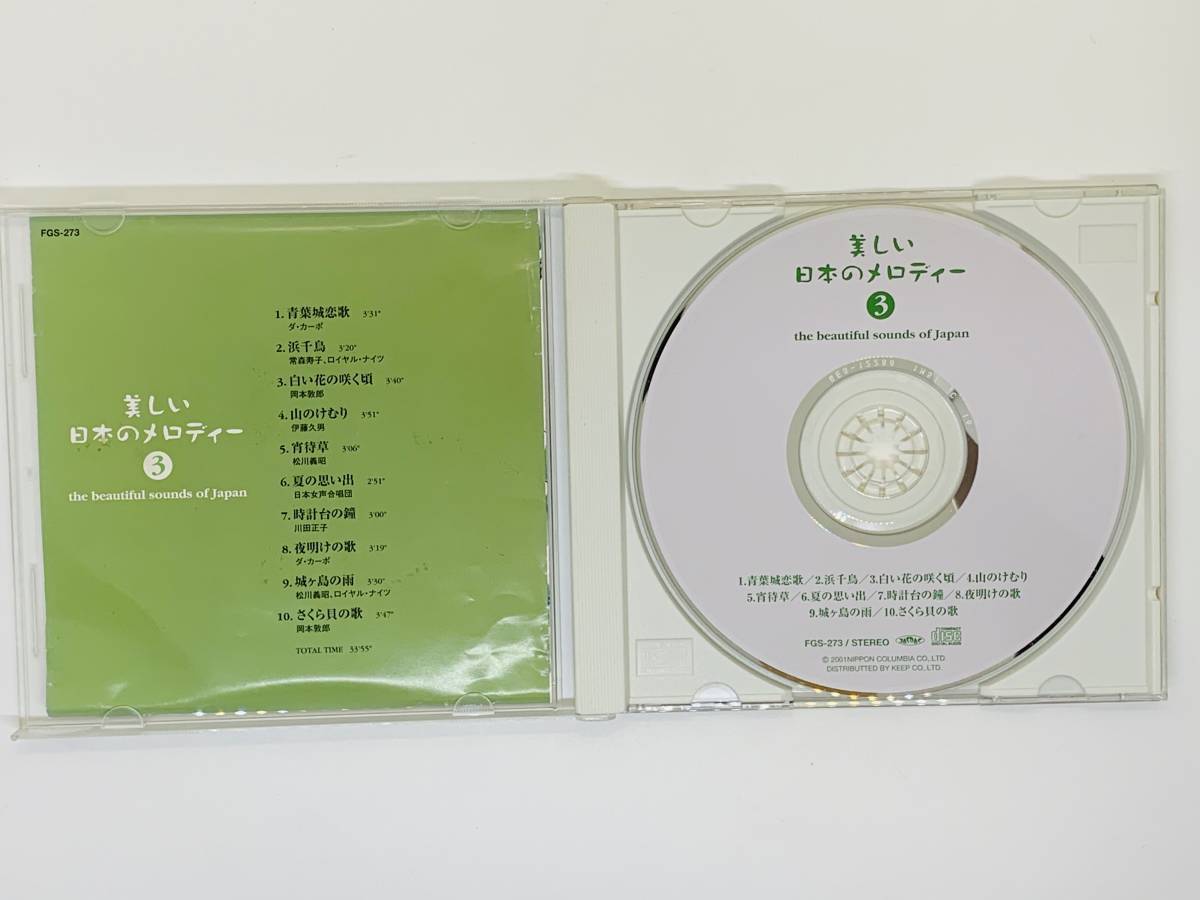 FGS-273
美しい
日本のメロディー
3
the beautiful sounds of Japan
1.青葉城恋歌 3'31"
ダ・カーポ
2.浜千鳥 3'20"
常森寿子、ロイヤル・ナイツ
3.白い花の咲く頃 3'40"
岡本敦郎
4.山のけむり 3'51"
伊藤久男
5.宵待草 3'06"
松川義昭
6.夏の思い出 2'51"
日本女声合唱団
7.時計台の鐘 3'00"
川田正子
8.夜明けの歌 3'19"
ダ・カーポ
9.城ヶ島の雨 3'30"
松川義昭、ロイヤル・ナイツ
10.さくら貝の歌 3'47"
岡本敦郎
TOTAL TIME 33'55"
美しい
日本のメロディー
3
the beautiful sounds of Japan
1.青葉城恋歌/2.浜千鳥/3.白い花の咲く頃/4.山のけむり
5.宵待草/6.夏の思い出/7.時計台の鐘/8.夜明けの歌
9.城ヶ島の雨/10.さくら貝の歌
FGS-273 / STEREO
COMPACT
disc
DIGITAL AUDIO
© 2001NIPPON COLUMBIA CO,.LTD.
DISTRIBUTTED BY KEEP CO,.LTD.